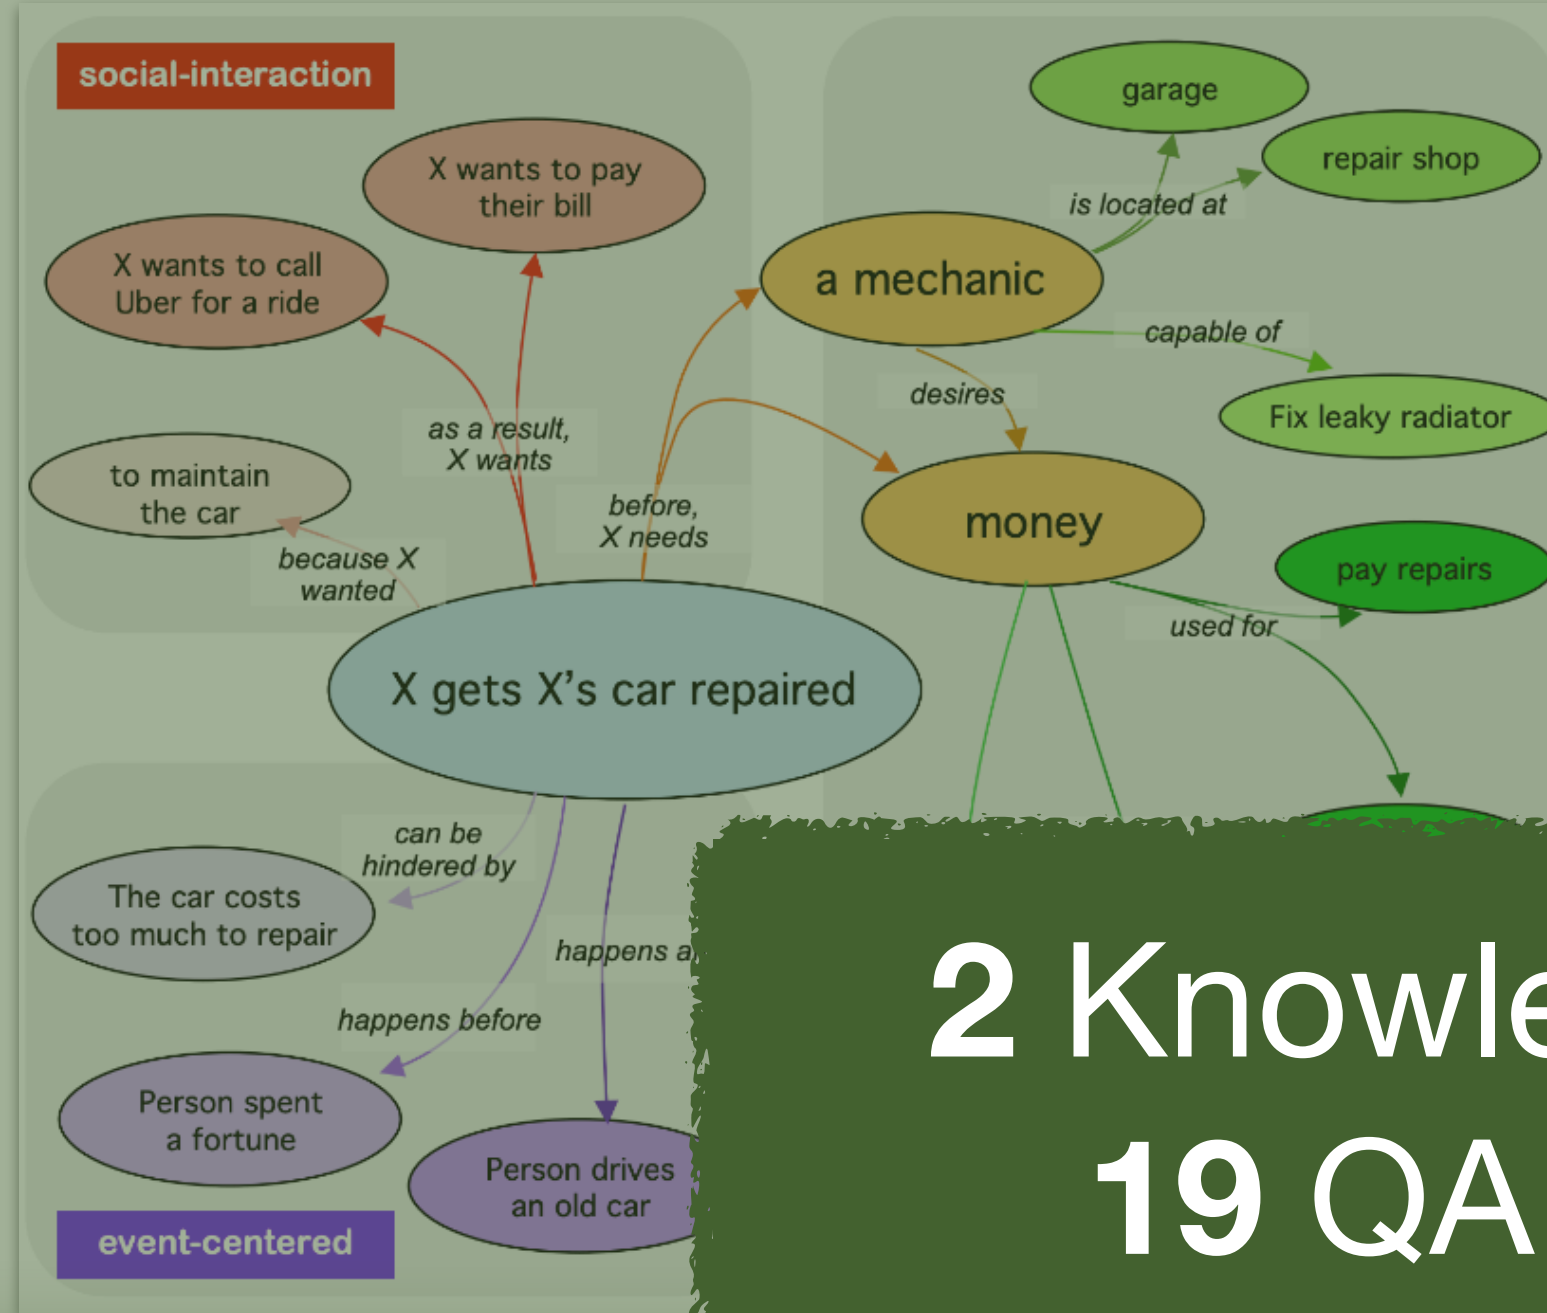 social-interaction
X wants to pay
their bill
X wants to call
Uber for a ride
to maintain
the car
as a result,
X wants
before,
X needs
because X
wanted
X gets X's car repaired
garage
repair shop
is located at
a mechanic
capable of
desires
Fix leaky radiator
money
pay repairs
used for
can be
hindered by
The car costs
too much to repair
happens
happens before
Person spent
a fortune
Person drives
an old car
event-centered
2
19 QA